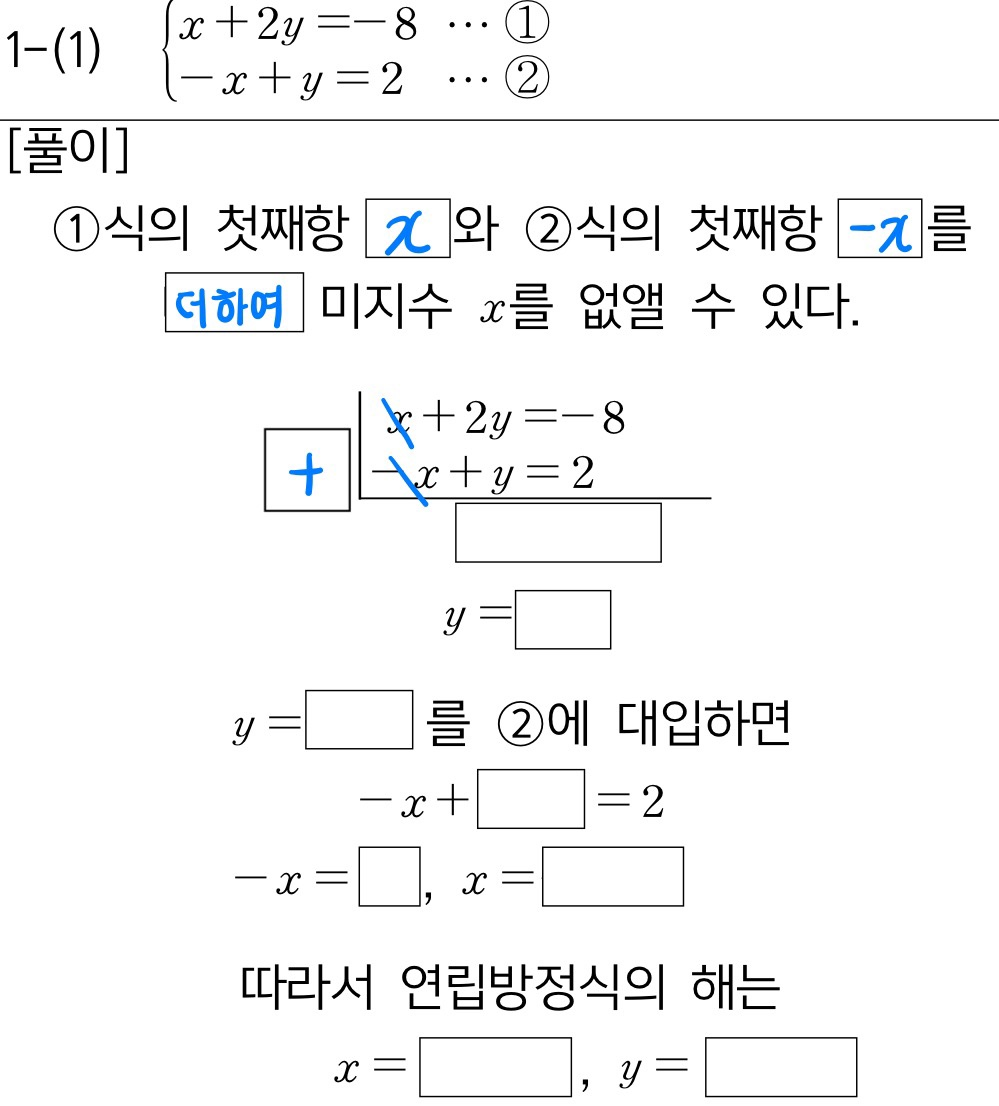 1-(1) x+2y=-8 ⋯ ①
-x+y=2 ⋯ ②
[풀이]
①식의 첫째항 x와 ②식의 첫째항 -x를
더하여 미지수 x를 없앨 수 있다.
x+2y=-8
+ -x+y=2
y=
y= 를 ②에 대입하면
-x+ =2
-x= , x=
따라서 연립방정식의 해는
x= , y=